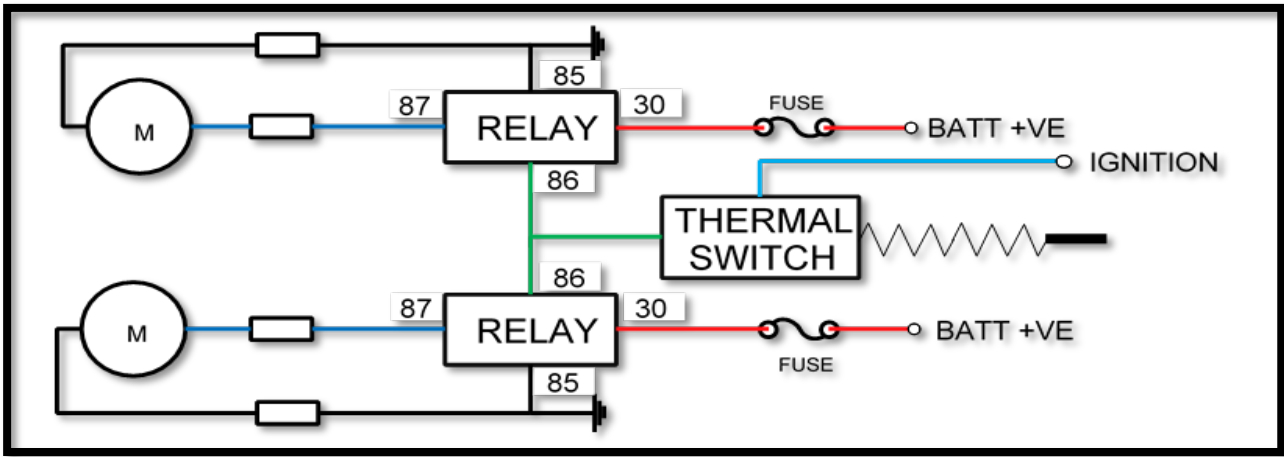 85
87
30
FUSE
M
RELAY
BATT +VE
IGNITION
86
THERMAL
SWITCH
86
87
30
M
RELAY
BATT +VE
FUSE
85